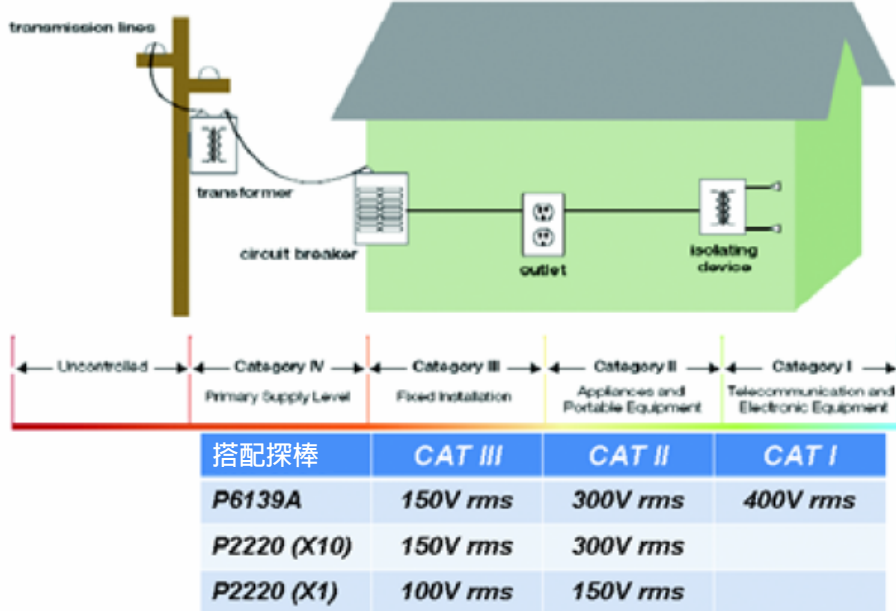 transmission lines
transformer
circuit breaker
outlet
isolating
device
Uncontrolled
Category IV
Category III
Category II
Category I
Primary Supply Level
Fixed Installation
Appliances and
Portable Equipment
Telecommunication and
Electronic Equipment
搭配探棒 CAT III CAT II CAT I
P6139A 150V rms 300V rms 400V rms
P2220 (X10) 150V rms 300V rms
P2220 (X1) 100V rms 150V rms